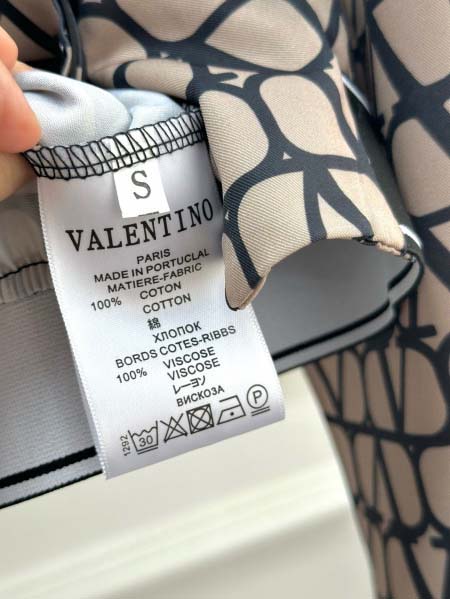 S
VALENTINO
PARIS
MADE IN PORTUCLAL
MATIERE-FABRIC
100% COTON
COTTON
綿
ХЛОПОК
BORDS COTES-RIBBS
100% VISCOSE
VISCOSE
レーヨン
ВИСКОЗА
1292 30 P